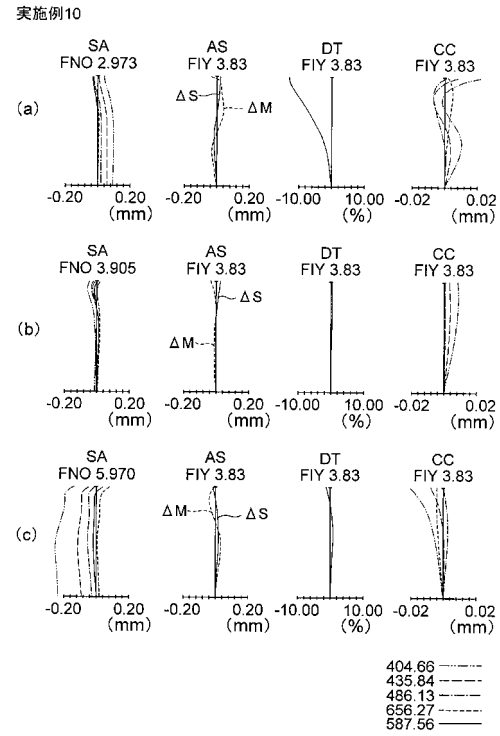 実施例10
SA AS DT CC
FNO 2.973 FIY 3.83 FIY 3.83 FIY 3.83
(a)
ΔS
ΔM
-0.20 0.20 -0.20 0.20 -10.00 10.00 -0.02 0.02
(mm) (mm) (%) (mm)
SA AS DT CC
FNO 3.905 FIY 3.83 FIY 3.83 FIY 3.83
(b)
ΔS
ΔM
-0.20 0.20 -0.20 0.20 -10.00 10.00 -0.02 0.02
(mm) (mm) (%) (mm)
SA AS DT CC
FNO 5.970 FIY 3.83 FIY 3.83 FIY 3.83
(c)
ΔM ΔS
-0.20 0.20 -0.20 0.20 -10.00 10.00 -0.02 0.02
(mm) (mm) (%) (mm)
404.66
435.84
486.13
656.27
587.56